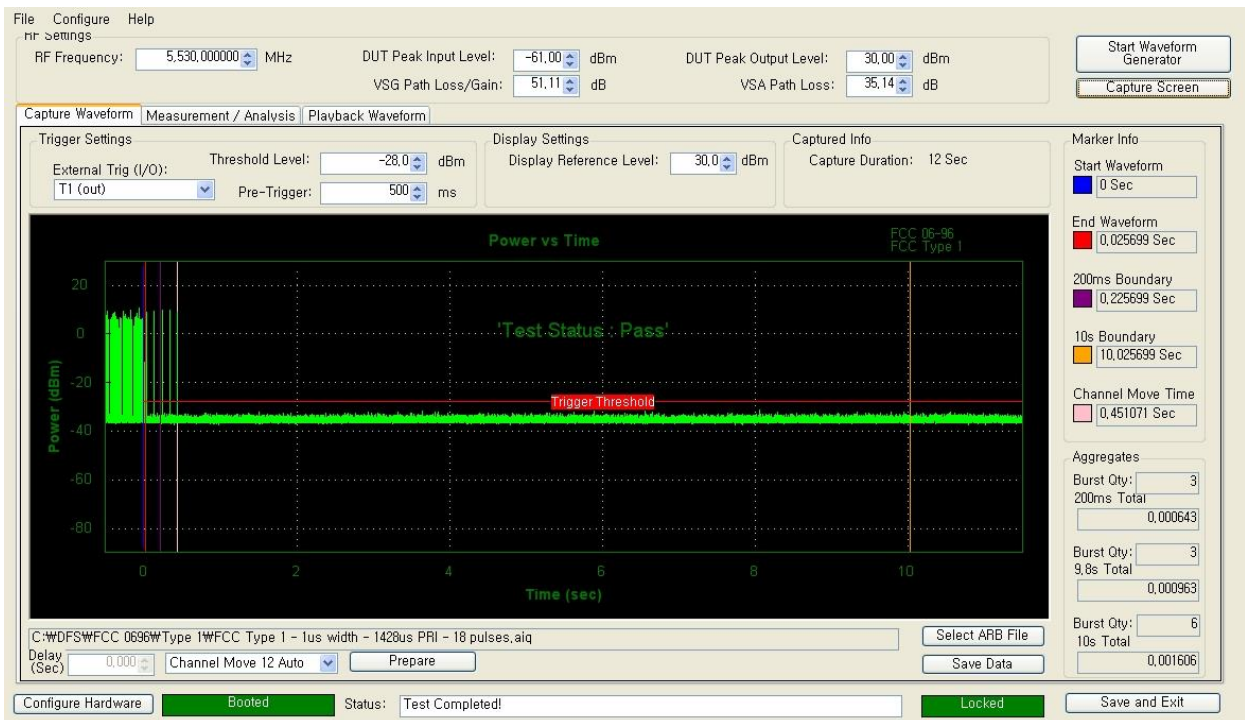 File Configure Help
RF Settings
RF Frequency: 5,530,000000 MHz
DUT Peak Input Level: -61,00 dBm
DUT Peak Output Level: 30,00 dBm
VSG Path Loss/Gain: 51,11 dB
VSA Path Loss: 35,14 dB
Start Waveform Generator
Capture Screen
Capture Waveform Measurement / Analysis Playback Waveform
Trigger Settings
External Trig (I/O):
T1 (out)
Threshold Level: -28,0 dBm
Pre-Trigger: 500 ms
Display Settings
Display Reference Level: 30,0 dBm
Captured Info
Capture Duration: 12 Sec
Power vs Time
FCC 06-96
FCC Type 1
'Test Status : Pass'
Trigger Threshold
Power (dBm)
20
0
-20
-40
-60
-80
0 2 4 6 8 10
Time (sec)
Marker Info
Start Waveform
0 Sec
End Waveform
0,025699 Sec
200ms Boundary
0,225699 Sec
10s Boundary
10,025699 Sec
Channel Move Time
0,451071 Sec
Aggregates
Burst Qty: 3
200ms Total
0,000643
Burst Qty: 3
9,8s Total
0,000963
Burst Qty: 6
10s Total
0,001606
C:₩DFS₩FCC 0696₩Type 1₩FCC Type 1 - 1us width - 1428us PRI - 18 pulses,aiq
Select ARB File
Delay (Sec) 0,000
Channel Move 12 Auto
Prepare
Save Data
Configure Hardware
Booted
Status: Test Completed!
Locked
Save and Exit